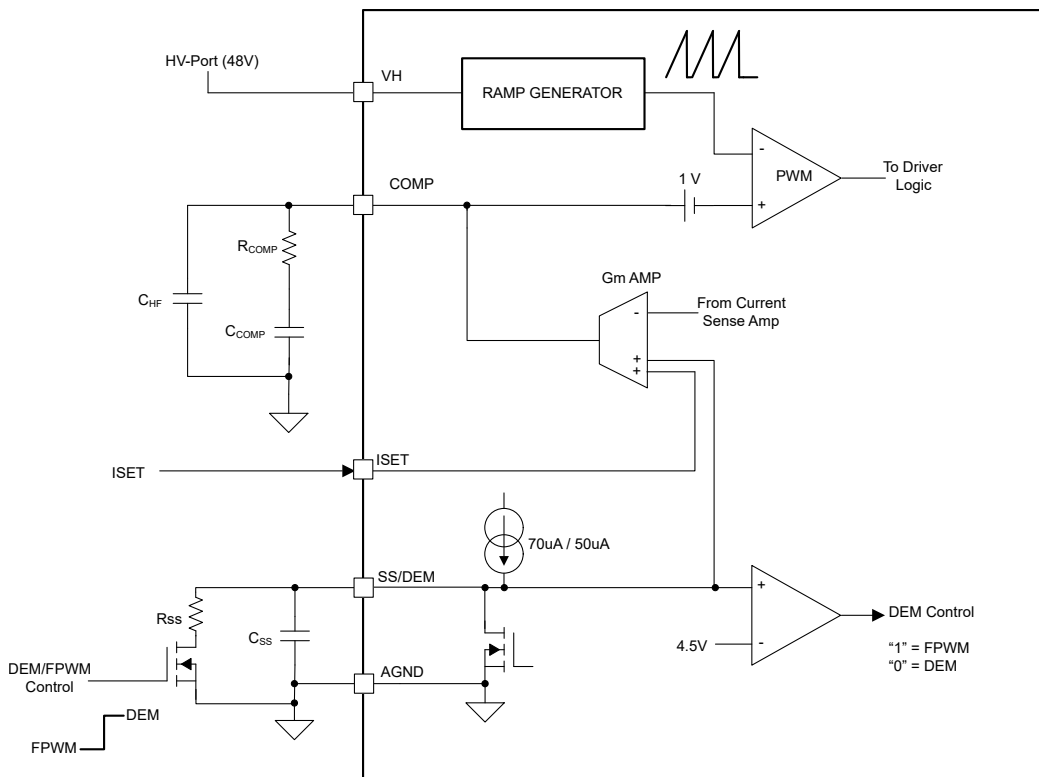 HV-Port (48V)
VH
RAMP GENERATOR
-
PWM
+
To Driver
Logic
1 V
COMP
RCOMP
CHF
CCOMP
Gm AMP
-
+
+
From Current
Sense Amp
ISET
ISET
70uA / 50uA
SS/DEM
+
-
4.5V
DEM Control
“1” = FPWM
“0” = DEM
Rss
CSS
AGND
DEM/FPWM
Control
DEM
FPWM